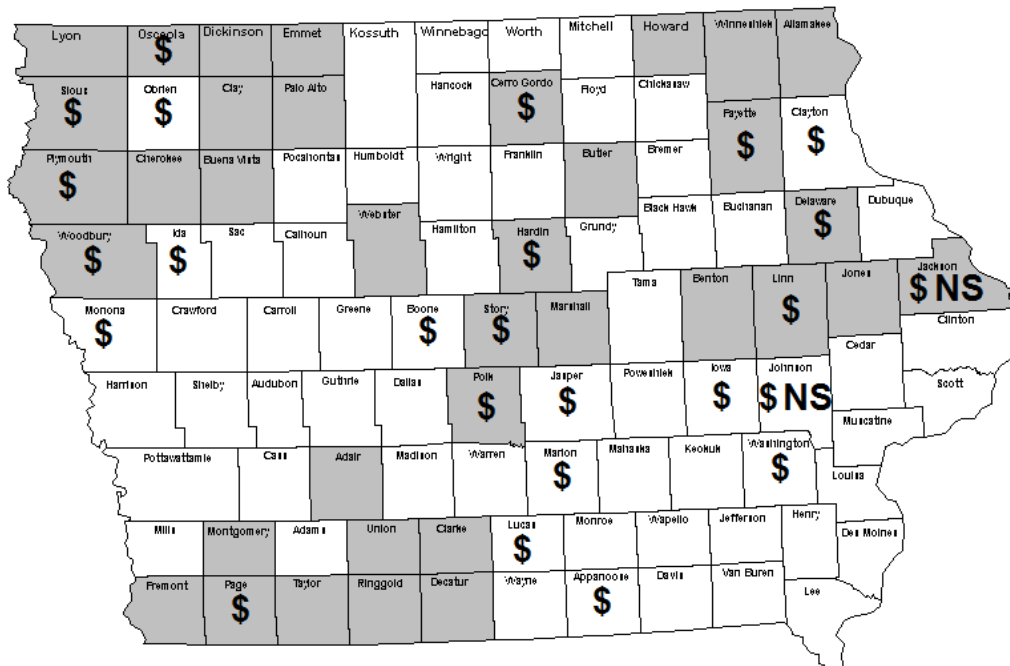 Lyon Osceola Dickinson Emmet Kossuth Winnebago Worth Mitchell Howard Winneshiek Allamakee
$
Sioux Obrien Clay Palo Alto Hancock Cerro Gordo Floyd Chickasaw Fayette Clayton
$ $ $ $ $
Plymouth Cherokee Buena Vista Pocahontas Humboldt Wright Franklin Butler Bremer
$
Woodbury Ida Sac Calhoun Webster Hamilton Hardin Grundy Black Hawk Buchanan Delaware Dubuque
$ $ $ $
Tama Benton Linn Jones Jackson
$ $ NS
Monona Crawford Carroll Greene Boone Story Marshall Clinton
$ $ $
Cedar
Harrison Shelby Audubon Guthrie Dallas Polk Jasper Poweshiek Iowa Johnson Scott
$ $ $ $ NS
Muscatine
Pottawattamie Cass Adair Madison Warren Marion Mahaska Keokuk Washington Louisa
$ $
Mills Montgomery Adams Union Clarke Lucas Monroe Wapello Jefferson Henry Des Moines
$
Fremont Page Taylor Ringgold Decatur Wayne Appanoose Davis Van Buren Lee
$ $